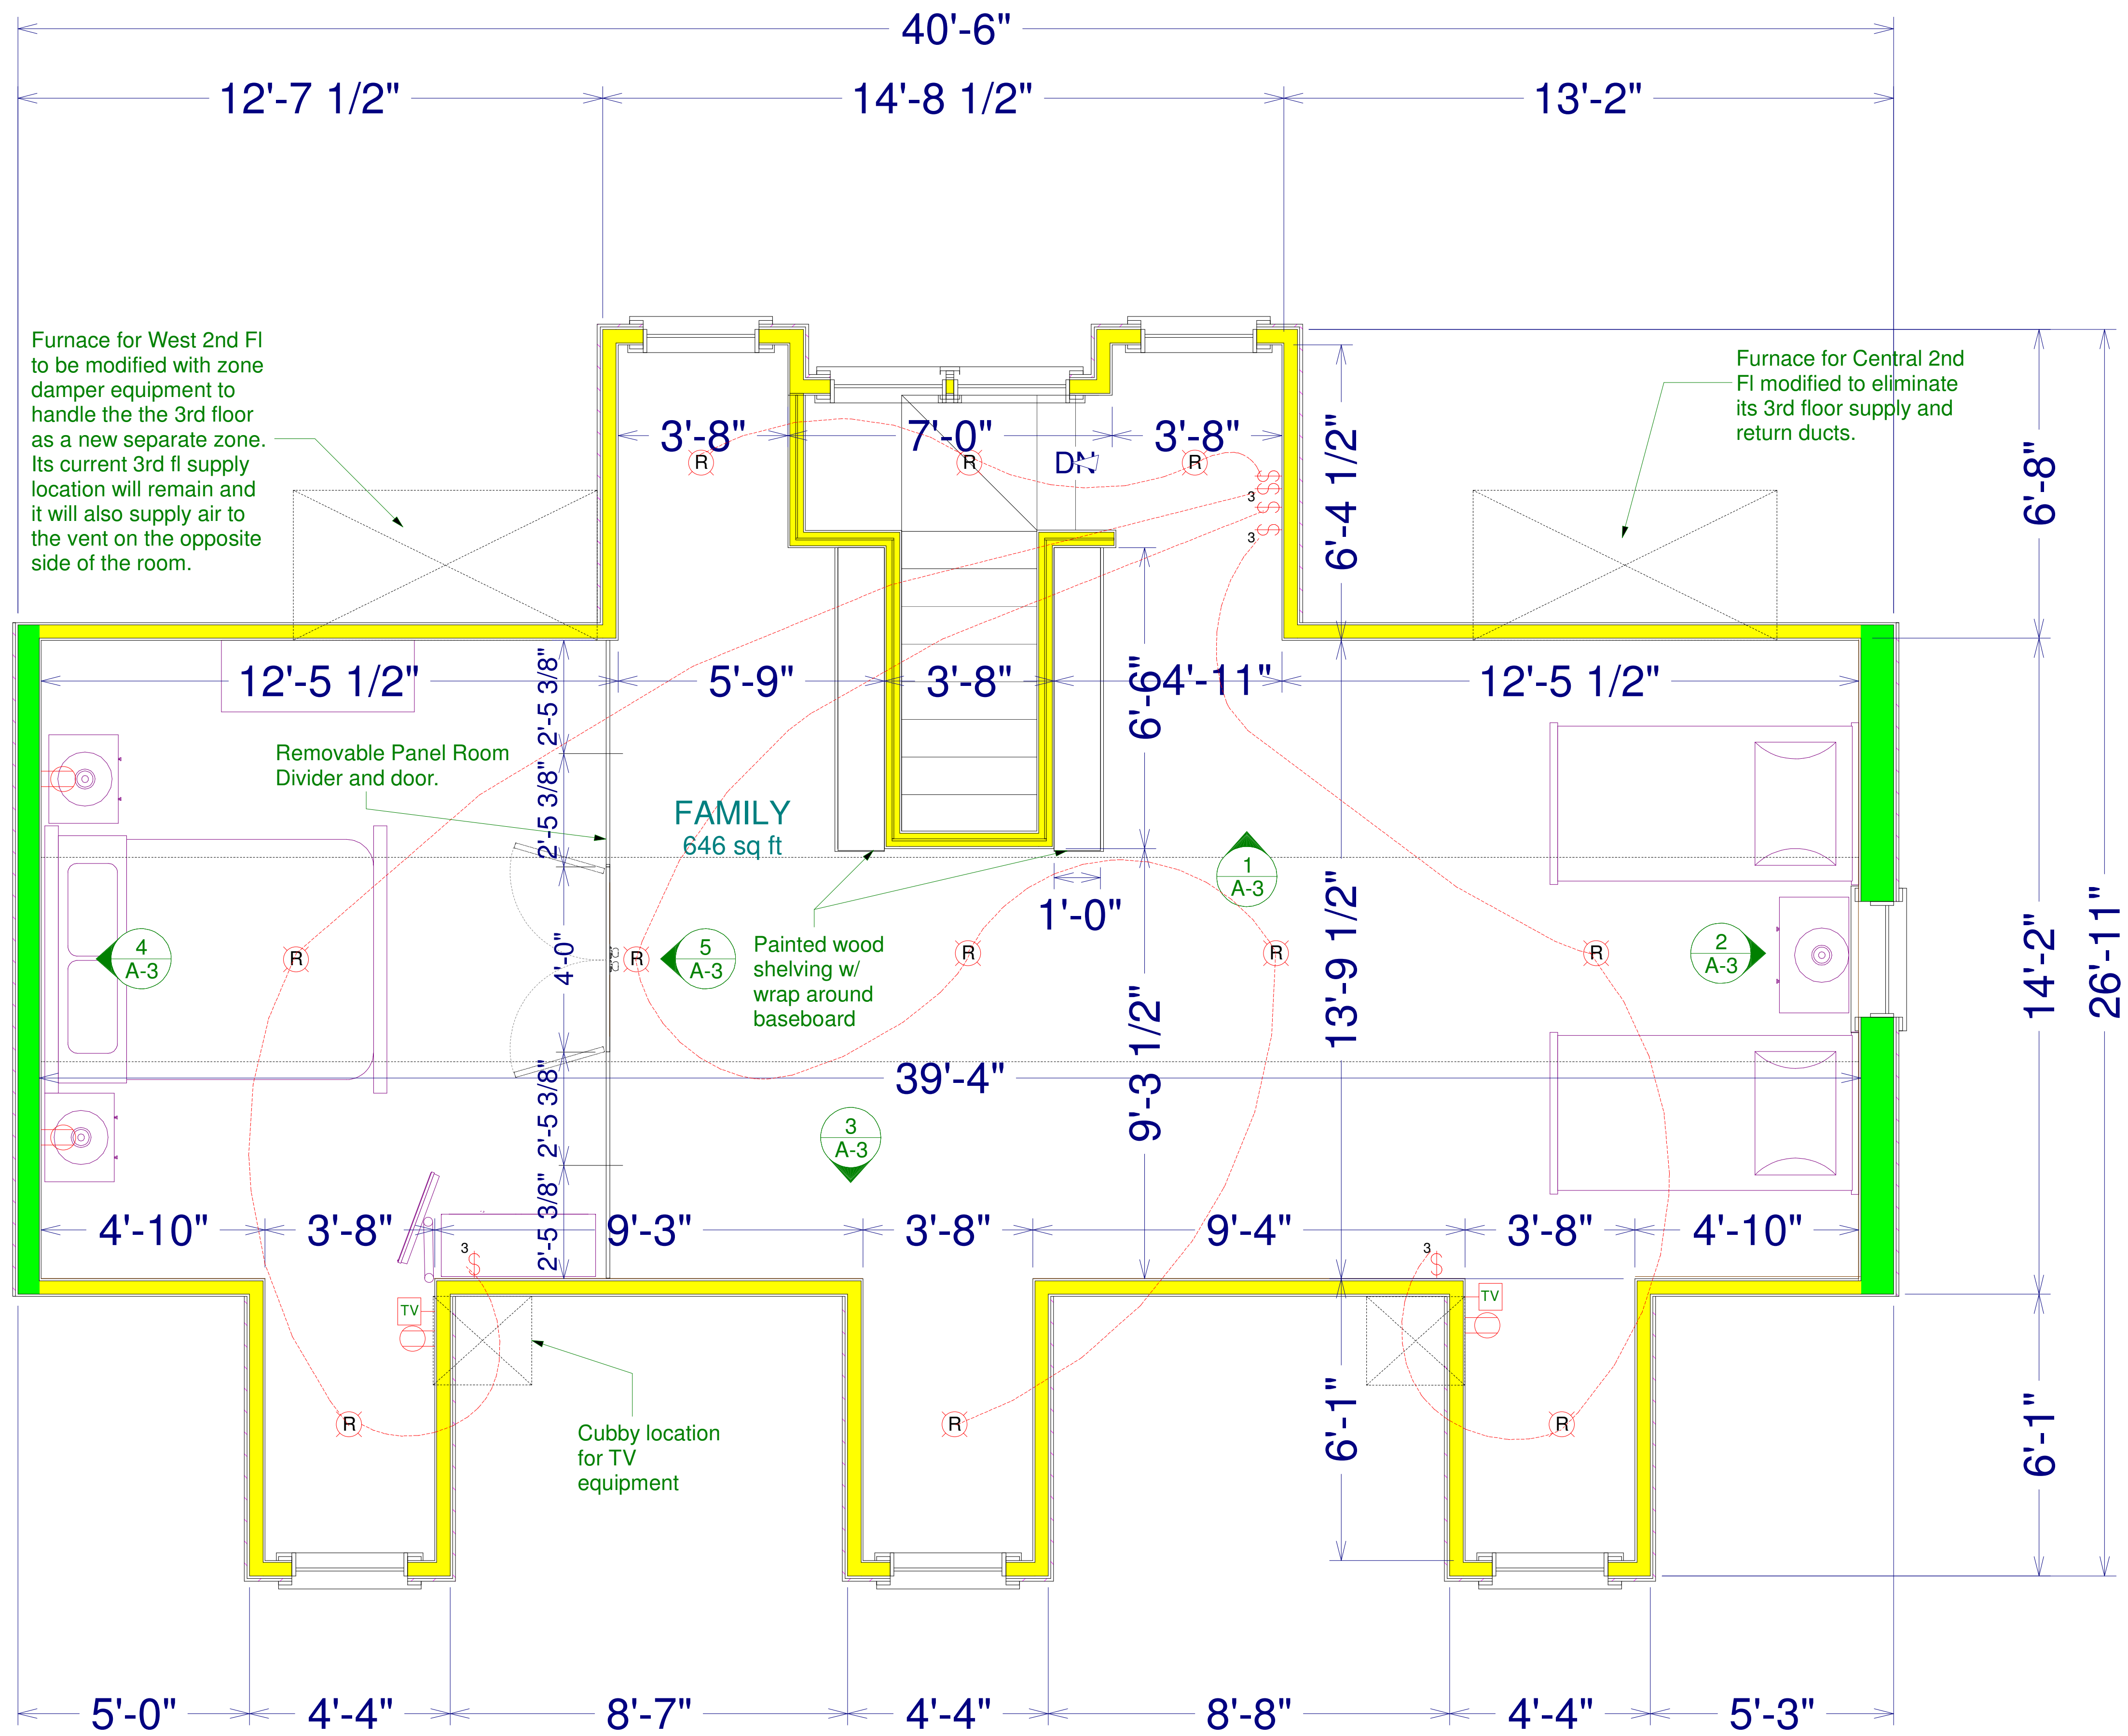 40'-6"
12'-7 1/2"
14'-8 1/2"
13'-2"
Furnace for West 2nd Fl
to be modified with zone
damper equipment to
handle the the 3rd floor
as a new separate zone.
Its current 3rd fl supply
location will remain and
it will also supply air to
the vent on the opposite
side of the room.
Furnace for Central 2nd
Fl modified to eliminate
its 3rd floor supply and
return ducts.
3'-8"
7'-0"
3'-8"
R
R
DN
R
$
$
3
$
$
3
6'-4 1/2"
6'-8"
12'-5 1/2"
2'-5 3/8"
5'-9"
3'-8"
6'-6"
4'-11"
12'-5 1/2"
Removable Panel Room
Divider and door.
2'-5 3/8"
FAMILY
646 sq ft
1
A-3
1'-0"
4
A-3
R
4'-0"
R
5
A-3
Painted wood
shelving w/
wrap around
baseboard
R
R
R
2
A-3
13'-9 1/2"
14'-2"
26'-11"
9'-3 1/2"
39'-4"
2'-5 3/8"
3
A-3
2'-5 3/8"
4'-10"
3'-8"
9'-3"
3'-8"
9'-4"
3'-8"
4'-10"
3
$
3
$
TV
TV
R
R
R
6'-1"
6'-1"
Cubby location
for TV
equipment
5'-0"
4'-4"
8'-7"
4'-4"
8'-8"
4'-4"
5'-3"